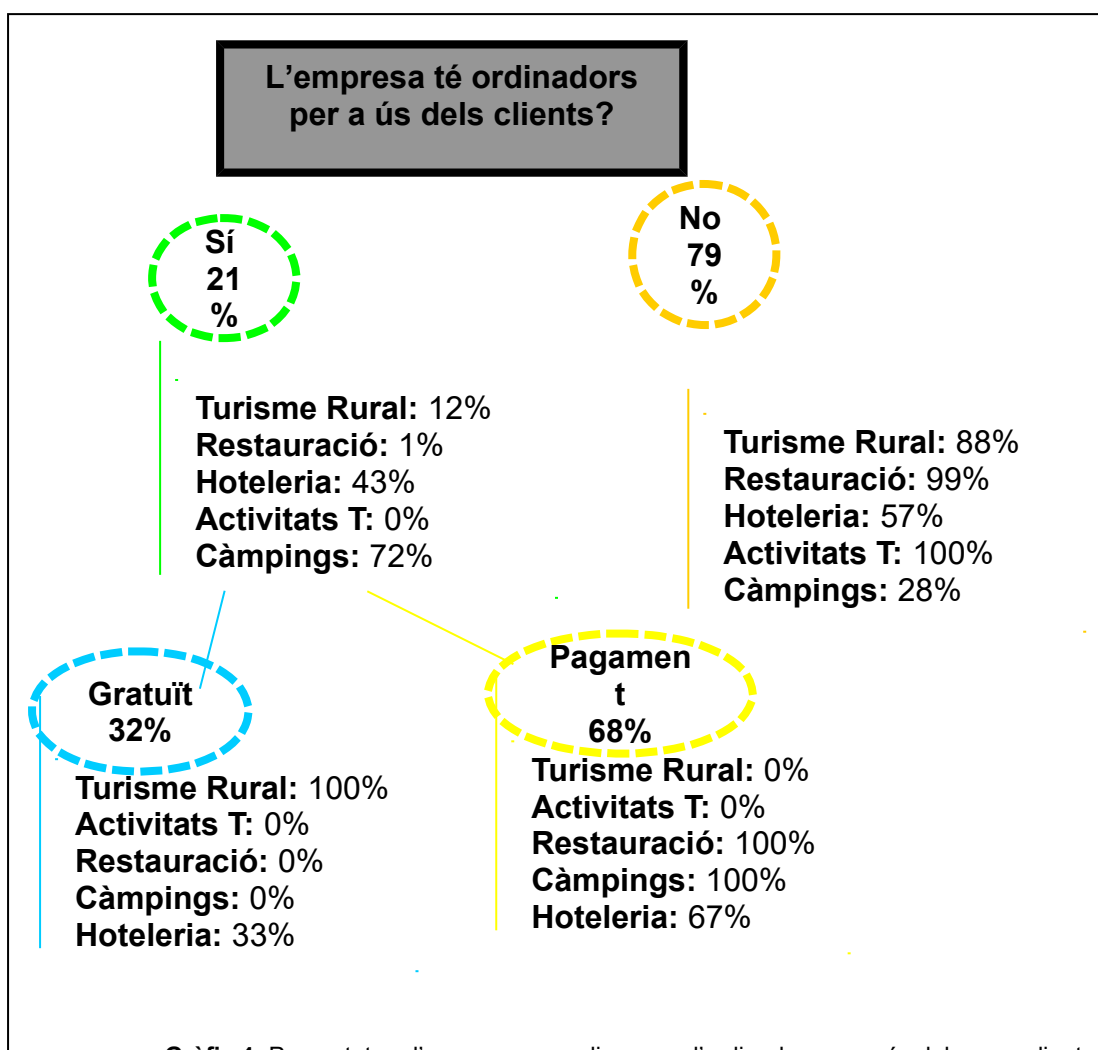 L’empresa té ordinadors
per a ús dels clients?
Sí
21
%
No
79
%
Turisme Rural: 12%
Restauració: 1%
Hoteleria: 43%
Activitats T: 0%
Càmpings: 72%
Turisme Rural: 88%
Restauració: 99%
Hoteleria: 57%
Activitats T: 100%
Càmpings: 28%
Gratuït
32%
Turisme Rural: 100%
Activitats T: 0%
Restauració: 0%
Càmpings: 0%
Hoteleria: 33%
Pagamen
t
68%
Turisme Rural: 0%
Activitats T: 0%
Restauració: 100%
Càmpings: 100%
Hoteleria: 67%